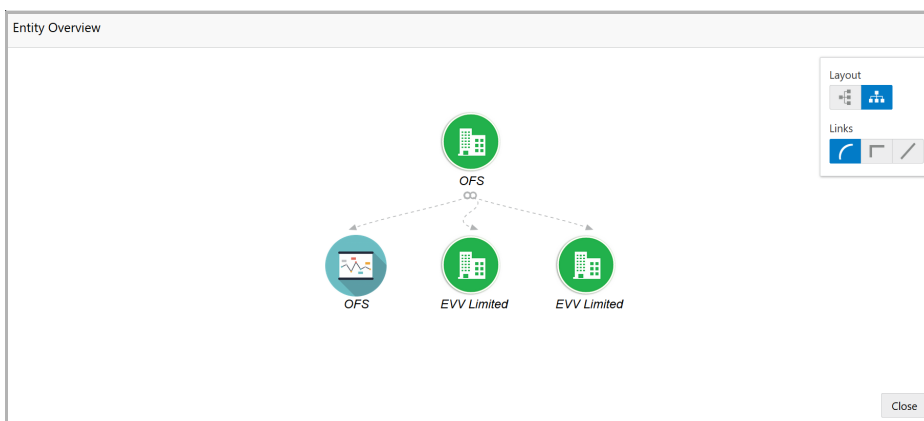 Entity Overview
Layout
Links
OFS
OFS
EVV Limited
EVV Limited
Close